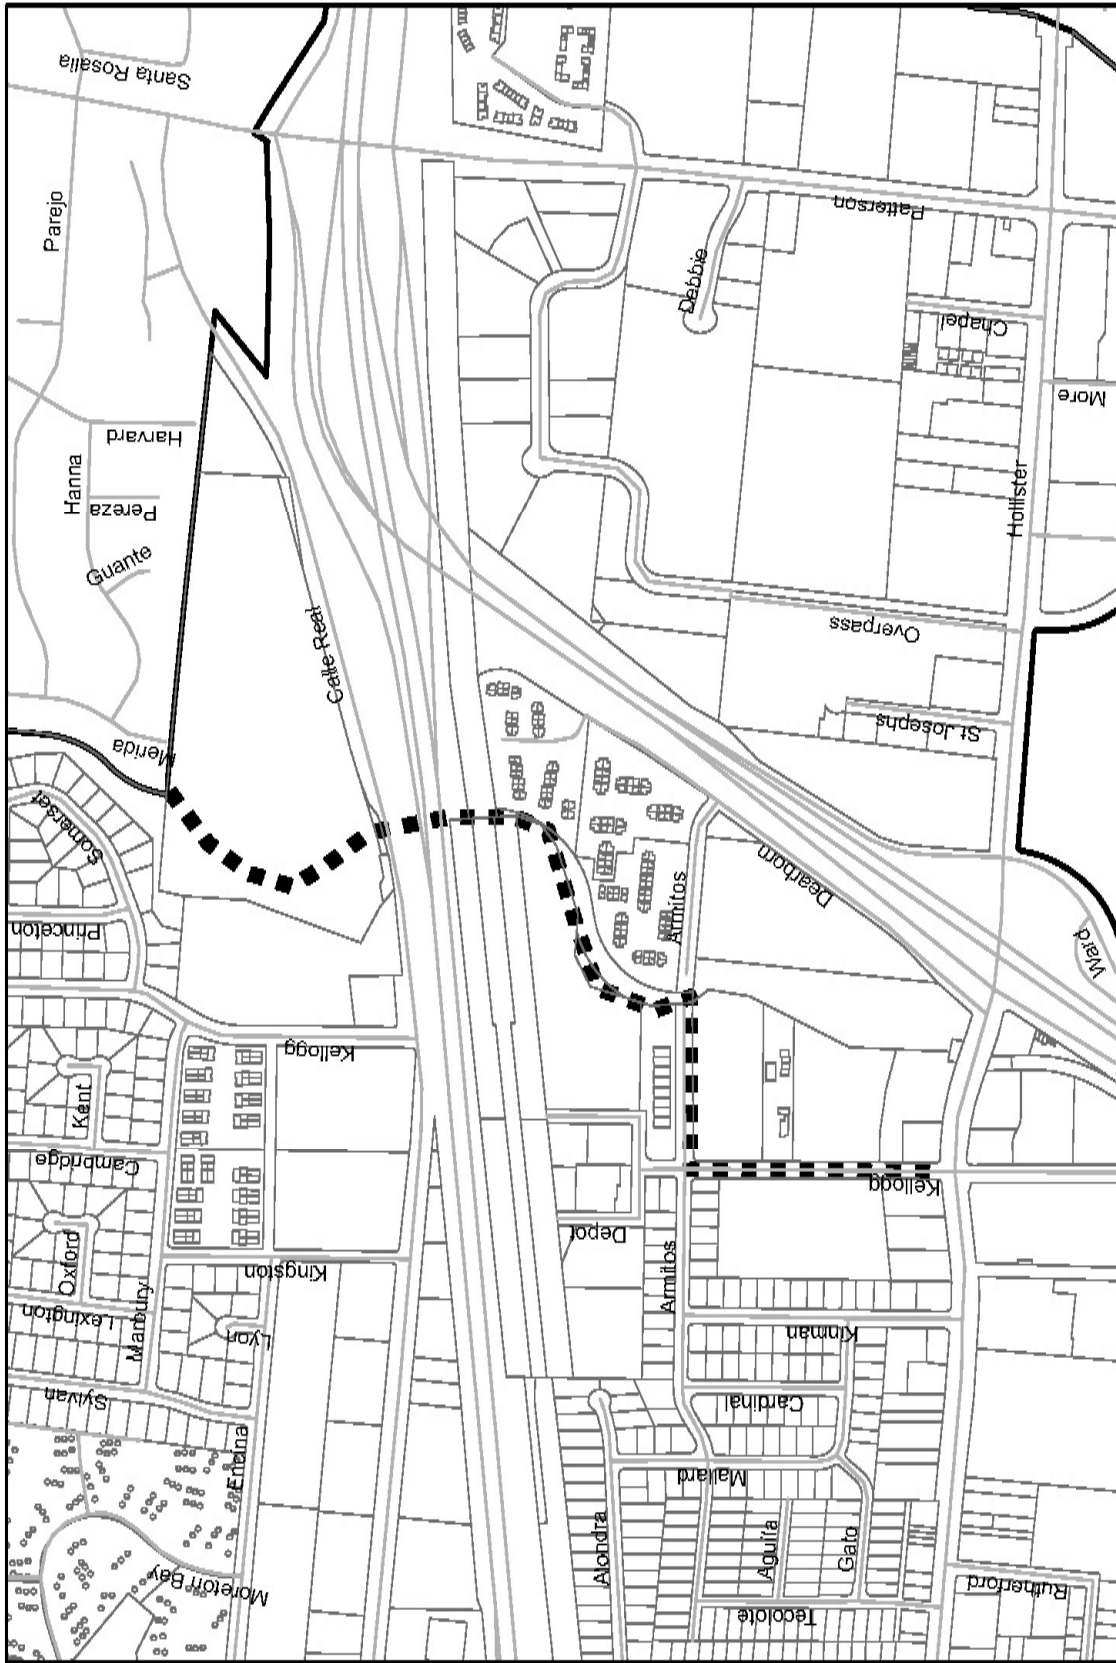 Santa Rosalia
Parejo
Patterson
Debbie
Chapel
More
Harvard
Hanna
Pereza
Guante
Hollister
Calle Real
Overpass
St Josephs
Merida
Somerset
Princeton
Dearborn
Armitos
Ward
Kellogg
Kent
Cambridge
Kellogg
Oxford
Depot
Armitos
Kingston
Lexington
Marbury
Lyon
Kinman
Sylvan
Cardinal
Encina
Mallard
Alondra
Aguila
Gato
Moreton Bay
Rutherford
Tecolote